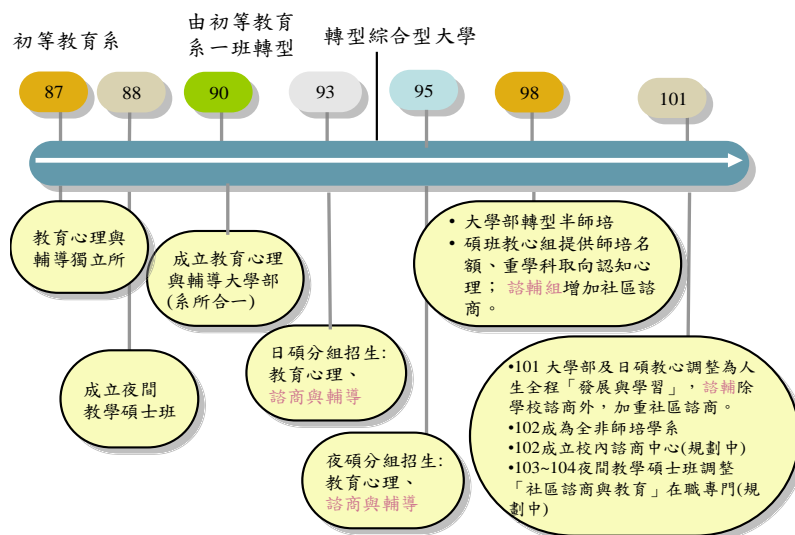 初等教育系
由初等教育
系一班轉型
轉型綜合型大學
87
88
90
93
95
98
101
教育心理與
輔導獨立所
成立教育心理
與輔導大學部
(系所合一)
• 大學部轉型半師培
• 碩班教心組提供師培名
額、重學科取向認知心
理；諮輔組增加社區諮
商。
成立夜間
教學碩士班
日碩分組招生:
教育心理、
諮商與輔導
夜碩分組招生:
教育心理、
諮商與輔導
•101 大學部及日碩教心調整為人
生全程「發展與學習」，諮輔除
學校諮商外，加重社區諮商。
•102成為全非師培學系
•102成立校內諮商中心(規劃中)
•103~104夜間教學碩士班調整
「社區諮商與教育」在職專門(規
劃中)